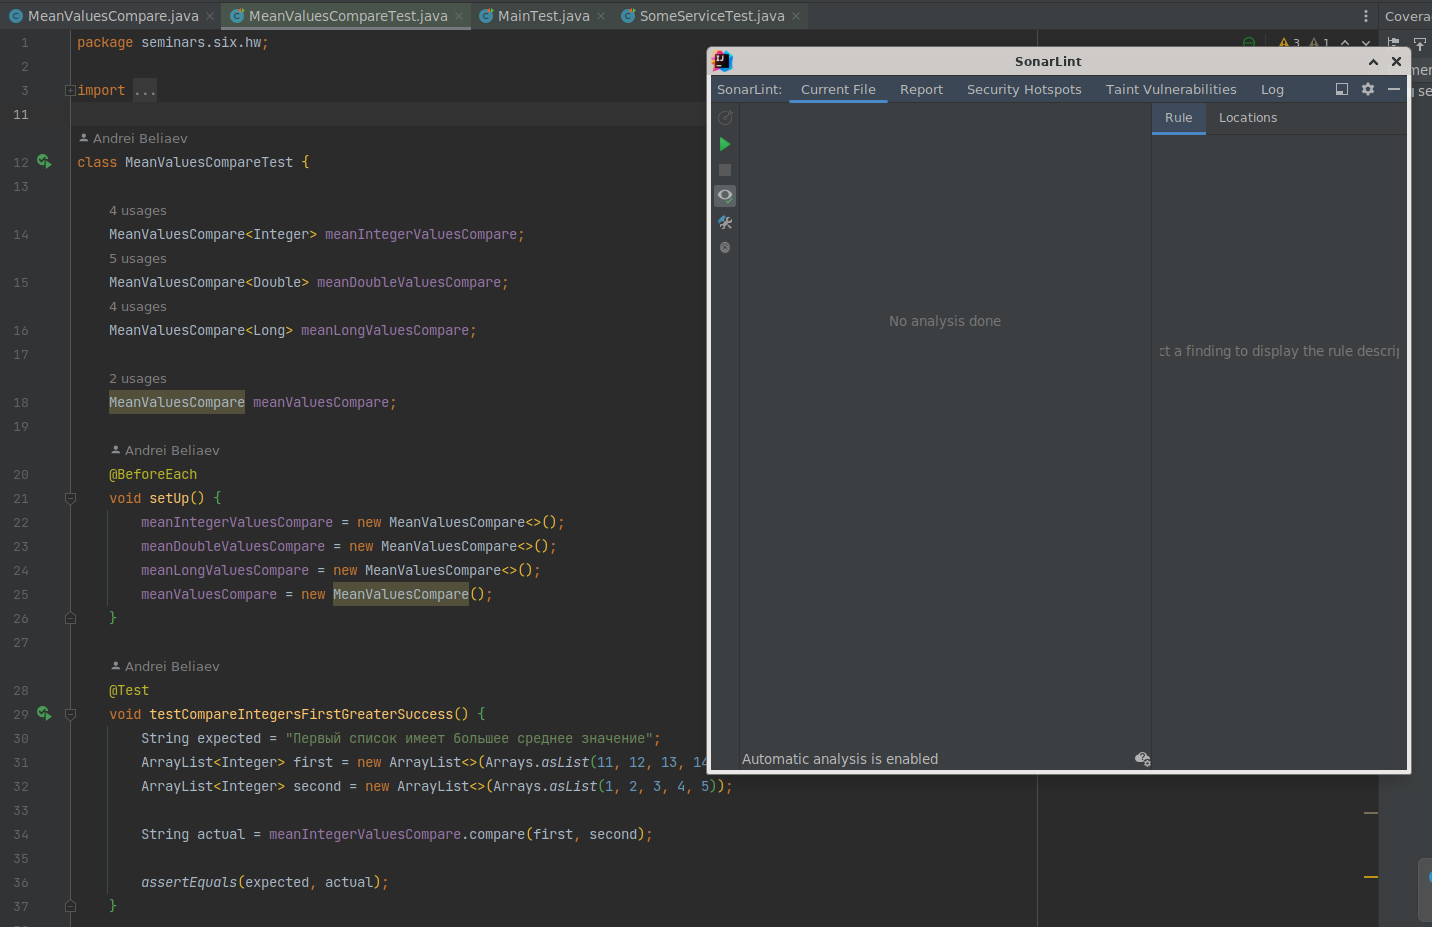 MeanValuesCompare.java MeanValuesCompareTest.java MainTest.java SomeServiceTest.java
Covera
1 package seminars.six.hw;
3 1
2
3 import ...
11
Andrei Beliaev
12 class MeanValuesCompareTest {
13
4 usages
14 MeanValuesCompare<Integer> meanIntegerValuesCompare;
5 usages
15 MeanValuesCompare<Double> meanDoubleValuesCompare;
4 usages
16 MeanValuesCompare<Long> meanLongValuesCompare;
17
2 usages
18 MeanValuesCompare meanValuesCompare;
19
Andrei Beliaev
20 @BeforeEach
21 void setUp() {
22 meanIntegerValuesCompare = new MeanValuesCompare<>();
23 meanDoubleValuesCompare = new MeanValuesCompare<>();
24 meanLongValuesCompare = new MeanValuesCompare<>();
25 meanValuesCompare = new MeanValuesCompare();
26 }
27
Andrei Beliaev
28 @Test
29 void testCompareIntegersFirstGreaterSuccess() {
30 String expected = "Первый список имеет большее среднее значение";
31 ArrayList<Integer> first = new ArrayList<>(Arrays.asList(11, 12, 13, 14
32 ArrayList<Integer> second = new ArrayList<>(Arrays.asList(1, 2, 3, 4, 5));
33
34 String actual = meanIntegerValuesCompare.compare(first, second);
35
36 assertEquals(expected, actual);
37 }
SonarLint
SonarLint: Current File Report Security Hotspots Taint Vulnerabilities Log
Rule Locations
No analysis done
ct a finding to display the rule descrip
Automatic analysis is enabled